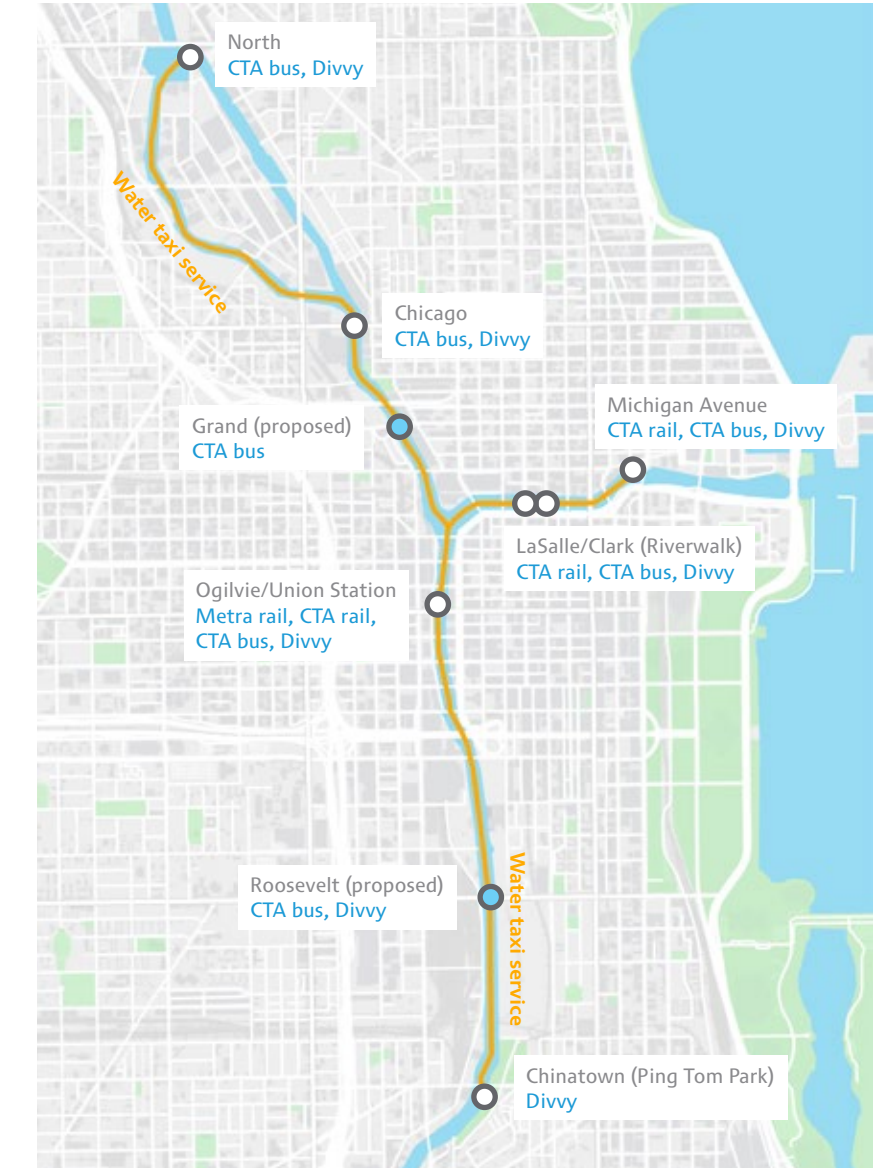 North
CTA bus, Divvy
Water taxi service
Chicago
CTA bus, Divvy
Grand (proposed)
CTA bus
Michigan Avenue
CTA rail, CTA bus, Divvy
LaSalle/Clark (Riverwalk)
CTA rail, CTA bus, Divvy
Ogilvie/Union Station
Metra rail, CTA rail,
CTA bus, Divvy
Roosevelt (proposed)
CTA bus, Divvy
Water taxi service
Chinatown (Ping Tom Park)
Divvy